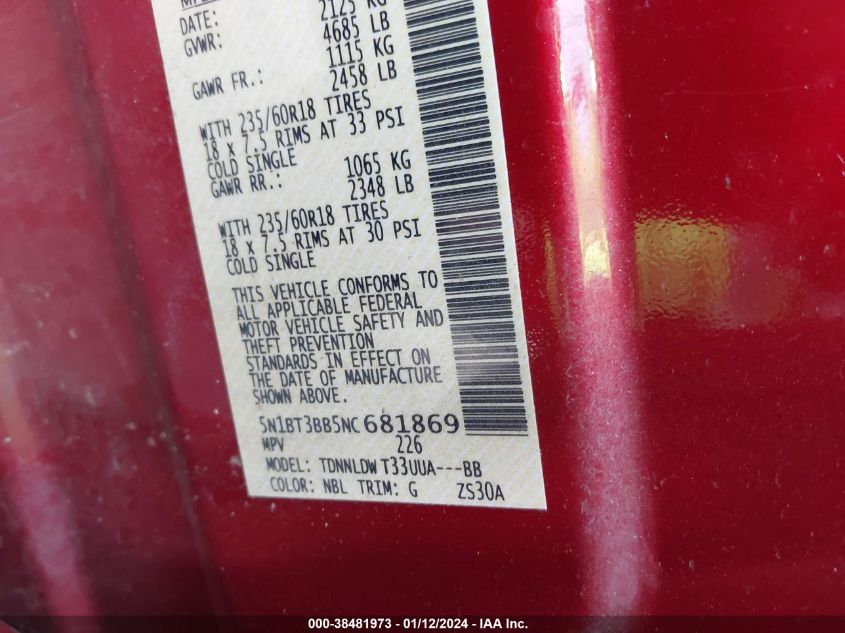 2125 KG
DATE:
4685 LB
GVWR:
1115 KG
GAWR FR.:
2458 LB
WITH 235/60R18 TIRES
18 x 7.5 RIMS AT 33 PSI
COLD SINGLE
1065 KG
GAWR RR.:
2348 LB
WITH 235/60R18 TIRES
18 x 7.5 RIMS AT 30 PSI
COLD SINGLE
THIS VEHICLE CONFORMS TO
ALL APPLICABLE FEDERAL
MOTOR VEHICLE SAFETY AND
THEFT PREVENTION
STANDARDS IN EFFECT ON
THE DATE OF MANUFACTURE
SHOWN ABOVE.
5N1BT3BB5NC 681869
MPV 226
MODEL: TDNNLDW T33UUA---BB
COLOR: NBL TRIM: G ZS30A
000-38481973 - 01/12/2024 - IAA Inc.